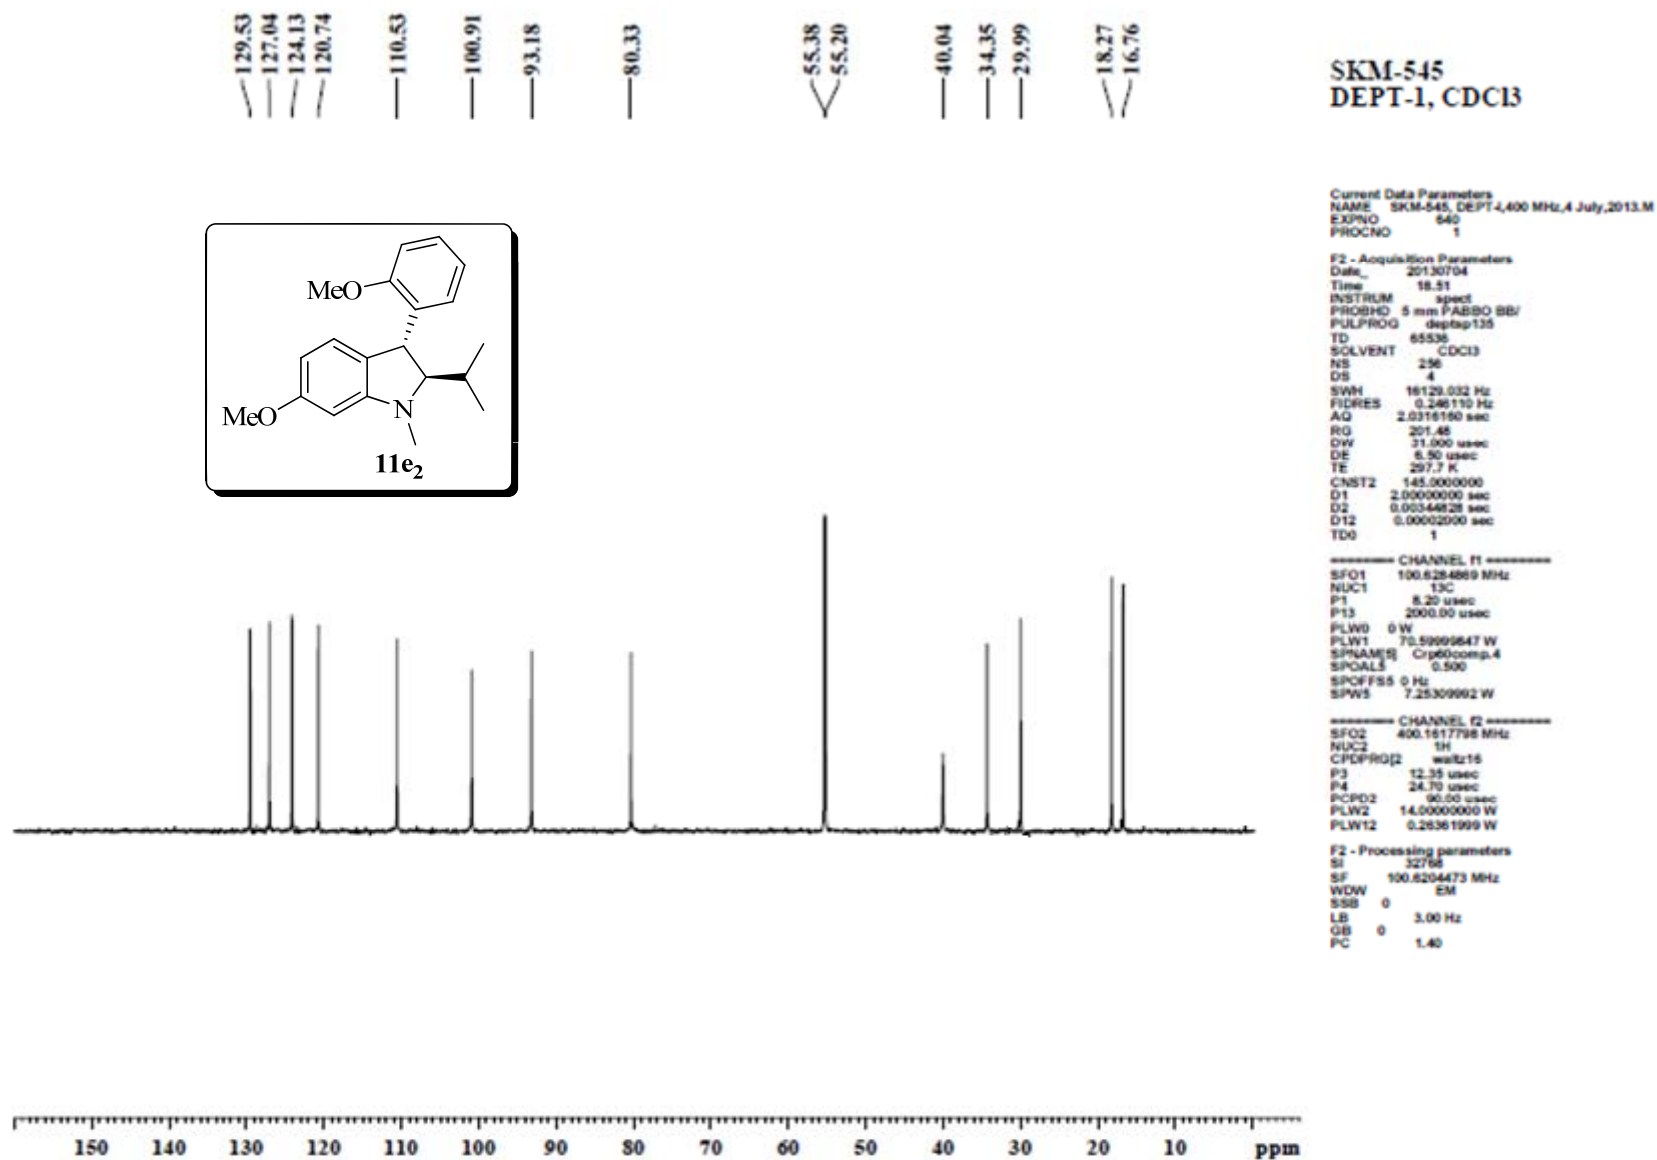 129.53
127.04
124.13
120.74
110.53
100.91
93.18
80.33
55.38
55.20
40.04
34.35
29.99
18.27
16.76
SKM-545
DEPT-1, CDCl3
MeO
MeO
N
11e2
Current Data Parameters
NAME SKM-545, DEPT-I,400 MHz,4 July,2013.M
EXPNO 640
PROCNO 1
F2 - Acquisition Parameters
Date_ 20130704
Time 18.51
INSTRUM spect
PROBHD 5 mm PABBO BB/
PULPROG deptsp135
TD 65536
SOLVENT CDCl3
NS 256
DS 4
SWH 16129.032 Hz
FIDRES 0.246110 Hz
AQ 2.0316160 sec
RG 201.48
DW 31.000 usec
DE 6.50 usec
TE 297.7 K
CNST2 145.0000000
D1 2.00000000 sec
D2 0.00344828 sec
D12 0.00002000 sec
TD0 1
======== CHANNEL f1 ========
SFO1 100.6284869 MHz
NUC1 13C
P1 8.20 usec
P13 2000.00 usec
PLW0 0 W
PLW1 70.59999847 W
SPNAM[5] Crp60comp.4
SPOAL5 0.500
SPOFFS5 0 Hz
SPW5 7.25309992 W
======== CHANNEL f2 ========
SFO2 400.1617798 MHz
NUC2 1H
CPDPRG[2 waltz16
P3 12.35 usec
P4 24.70 usec
PCPD2 90.00 usec
PLW2 14.00000000 W
PLW12 0.26361999 W
F2 - Processing parameters
SI 32768
SF 100.6204473 MHz
WDW EM
SSB 0
LB 3.00 Hz
GB 0
PC 1.40
150 140 130 120 110 100 90 80 70 60 50 40 30 20 10 ppm